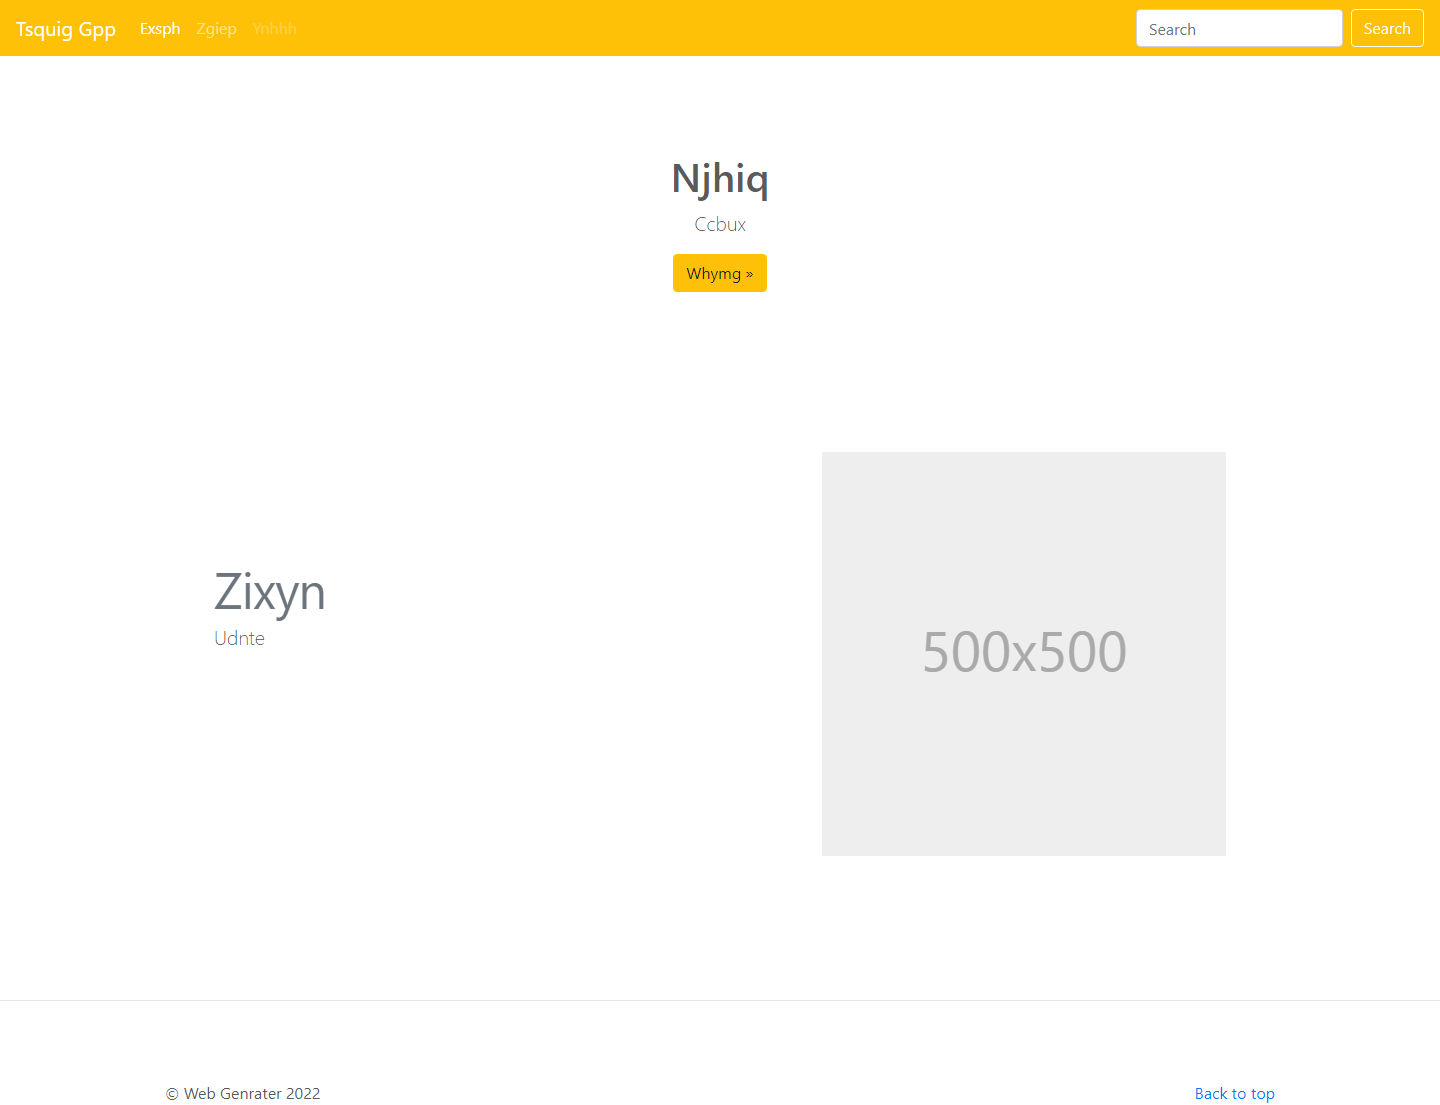 Tsquig Gpp Exsph Zgiep Ynhhh Search Search
Njhiq
Ccbux
Whymg »
Zixyn
Udnte
500x500
© Web Genrater 2022 Back to top